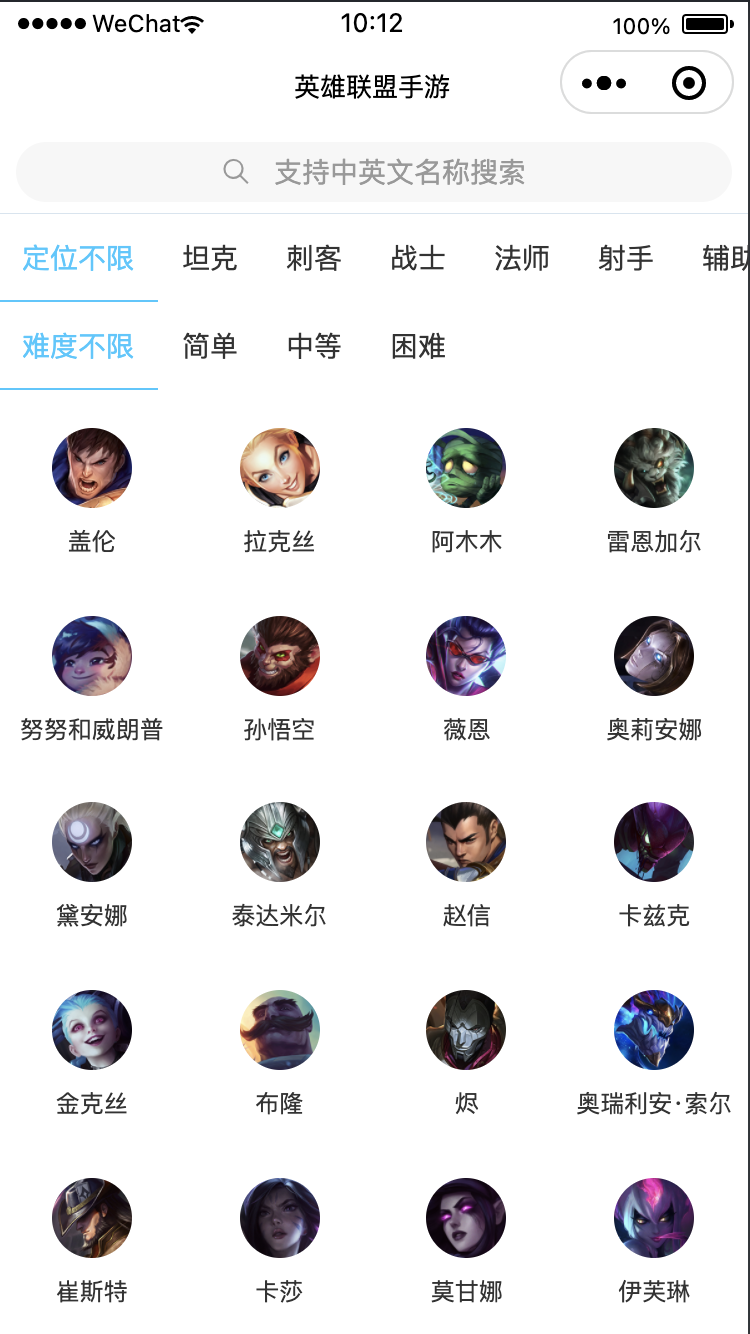 ●●●●● WeChat 10:12 100%
英雄联盟手游
支持中英文名称搜索
定位不限 坦克 刺客 战士 法师 射手 辅助
难度不限 简单 中等 困难
盖伦 拉克丝 阿木木 雷恩加尔
努努和威朗普 孙悟空 薇恩 奥莉安娜
黛安娜 泰达米尔 赵信 卡兹克
金克丝 布隆 烬 奥瑞利安·索尔
崔斯特 卡莎 莫甘娜 伊芙琳